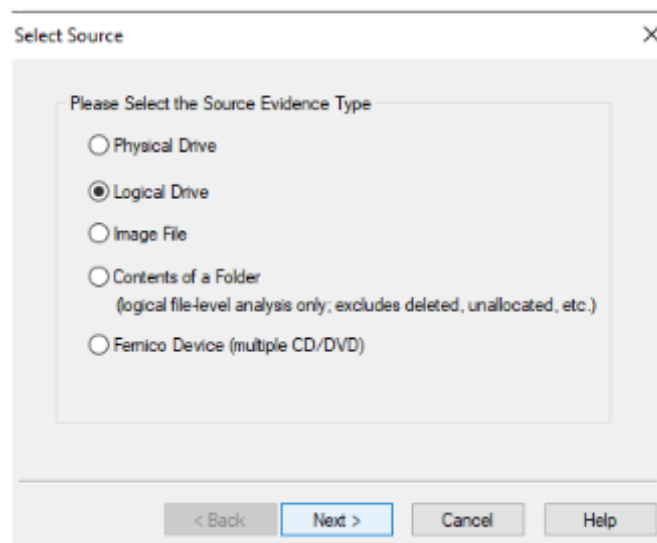 Select Source
Please Select the Source Evidence Type
Physical Drive
Logical Drive
Image File
Contents of a Folder
(logical file-level analysis only; excludes deleted, unallocated, etc.)
Fernico Device (multiple CD/DVD)
< Back Next > Cancel Help